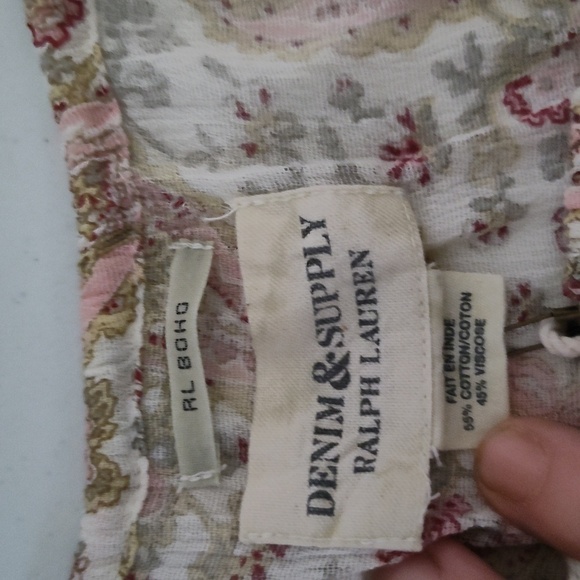 RL BOHO
DENIM & SUPPLY
RALPH LAUREN
FAIT EN INDE
55% COTTON/COTON
45% VISCOSE